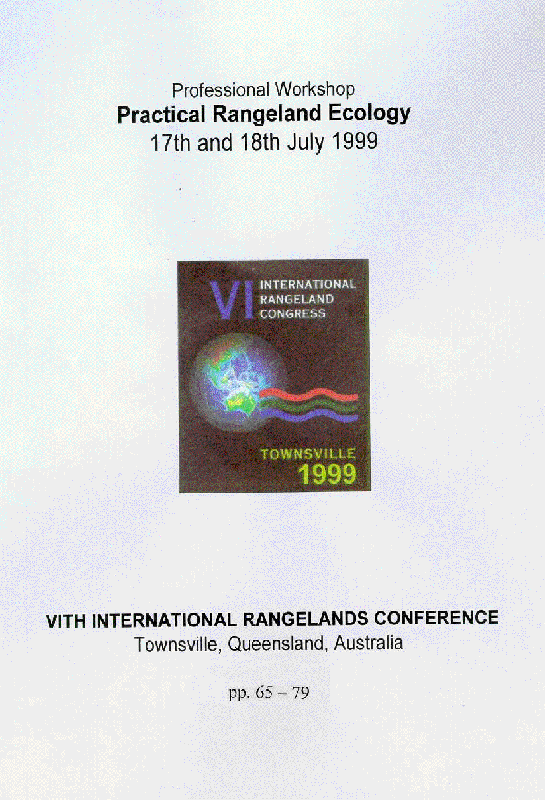 Professional Workshop
Practical Rangeland Ecology
17th and 18th July 1999
VI INTERNATIONAL
RANGELAND
CONGRESS
TOWNSVILLE
1999
VITH INTERNATIONAL RANGELANDS CONFERENCE
Townsville, Queensland, Australia
pp. 65 – 79